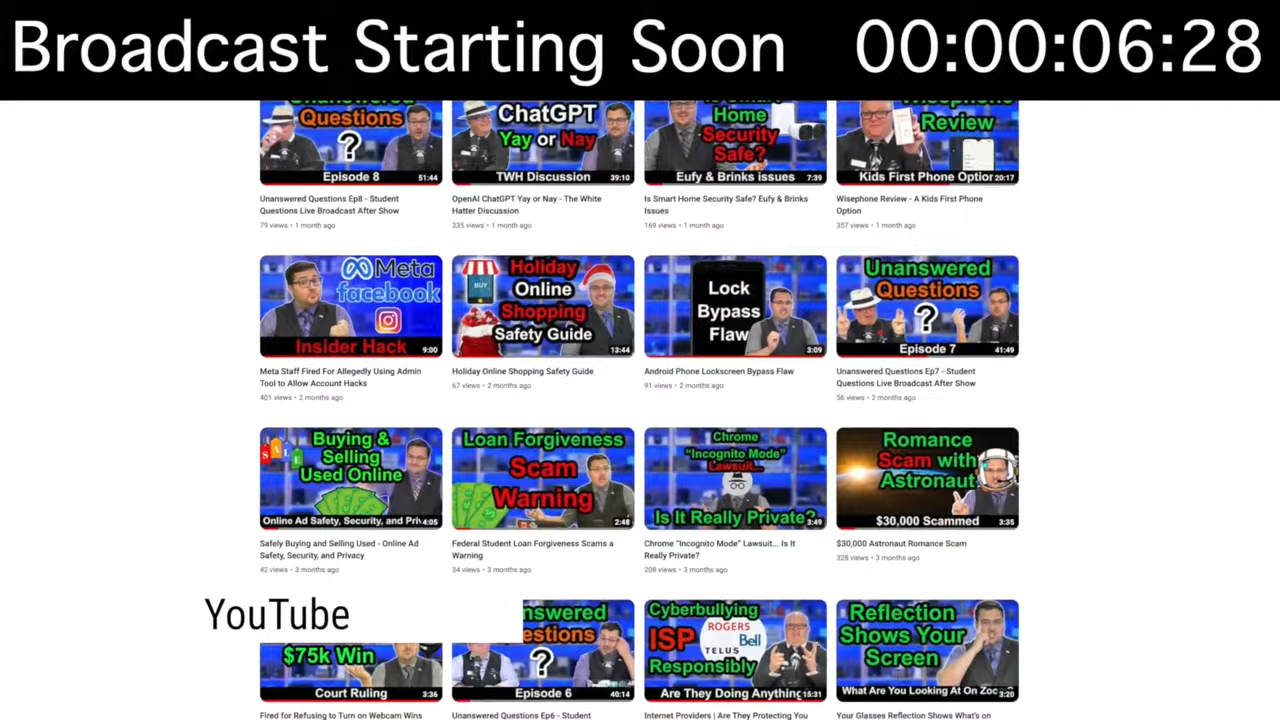 Broadcast Starting Soon 00:00:06:28
Unanswered
Questions
?
Episode 8
51:44
Unanswered Questions Ep8 - Student
Questions Live Broadcast After Show
79 views • 1 month ago
ChatGPT
Yay or Nay
TWH Discussion
39:10
OpenAI ChatGPT Yay or Nay - The White
Hatter Discussion
335 views • 1 month ago
Is Smart
Home
Security
Safe?
Eufy & Brinks issues
7:39
Is Smart Home Security Safe? Eufy & Brinks
Issues
169 views • 1 month ago
Wisephone
Review
Kids First Phone Option
20:17
Wisephone Review - A Kids First Phone
Option
357 views • 1 month ago
Meta
facebook
Insider Hack
9:00
Meta Staff Fired For Allegedly Using Admin
Tool to Allow Account Hacks
401 views • 2 months ago
Holiday
BUY
Online
Shopping
Safety Guide
13:44
Holiday Online Shopping Safety Guide
67 views • 2 months ago
Lock
Bypass
Flaw
3:09
Android Phone Lockscreen Bypass Flaw
91 views • 2 months ago
Unanswered
Questions
?
Episode 7
41:49
Unanswered Questions Ep7 - Student
Questions Live Broadcast After Show
56 views • 2 months ago
SALE
Buying &
Selling
Used Online
Online Ad Safety, Security, and Priv
4:05
Safely Buying and Selling Used - Online Ad
Safety, Security, and Privacy
42 views • 3 months ago
Loan Forgiveness
Scam
Warning
2:48
Federal Student Loan Forgiveness Scams a
Warning
34 views • 3 months ago
Chrome
"Incognito Mode"
Lawsuit...
Is It Really Private?
3:49
Chrome "Incognito Mode" Lawsuit... Is It
Really Private?
208 views • 3 months ago
Romance
Scam with
Astronaut
$30,000 Scammed
3:35
$30,000 Astronaut Romance Scam
328 views • 3 months ago
YouTube
$75k Win
Court Ruling
3:36
Fired for Refusing to Turn on Webcam Wins
nswered
estions
?
Episode 6
40:14
Unanswered Questions Ep6 - Student
Cyberbullying
ISP
ROGERS
Bell
TELUS
Responsibly
Are They Doing Anything
15:31
Internet Providers | Are They Protecting You
Reflection
Shows Your
Screen
What Are You Looking At On Zoo
3:20
Your Glasses Reflection Shows What's on